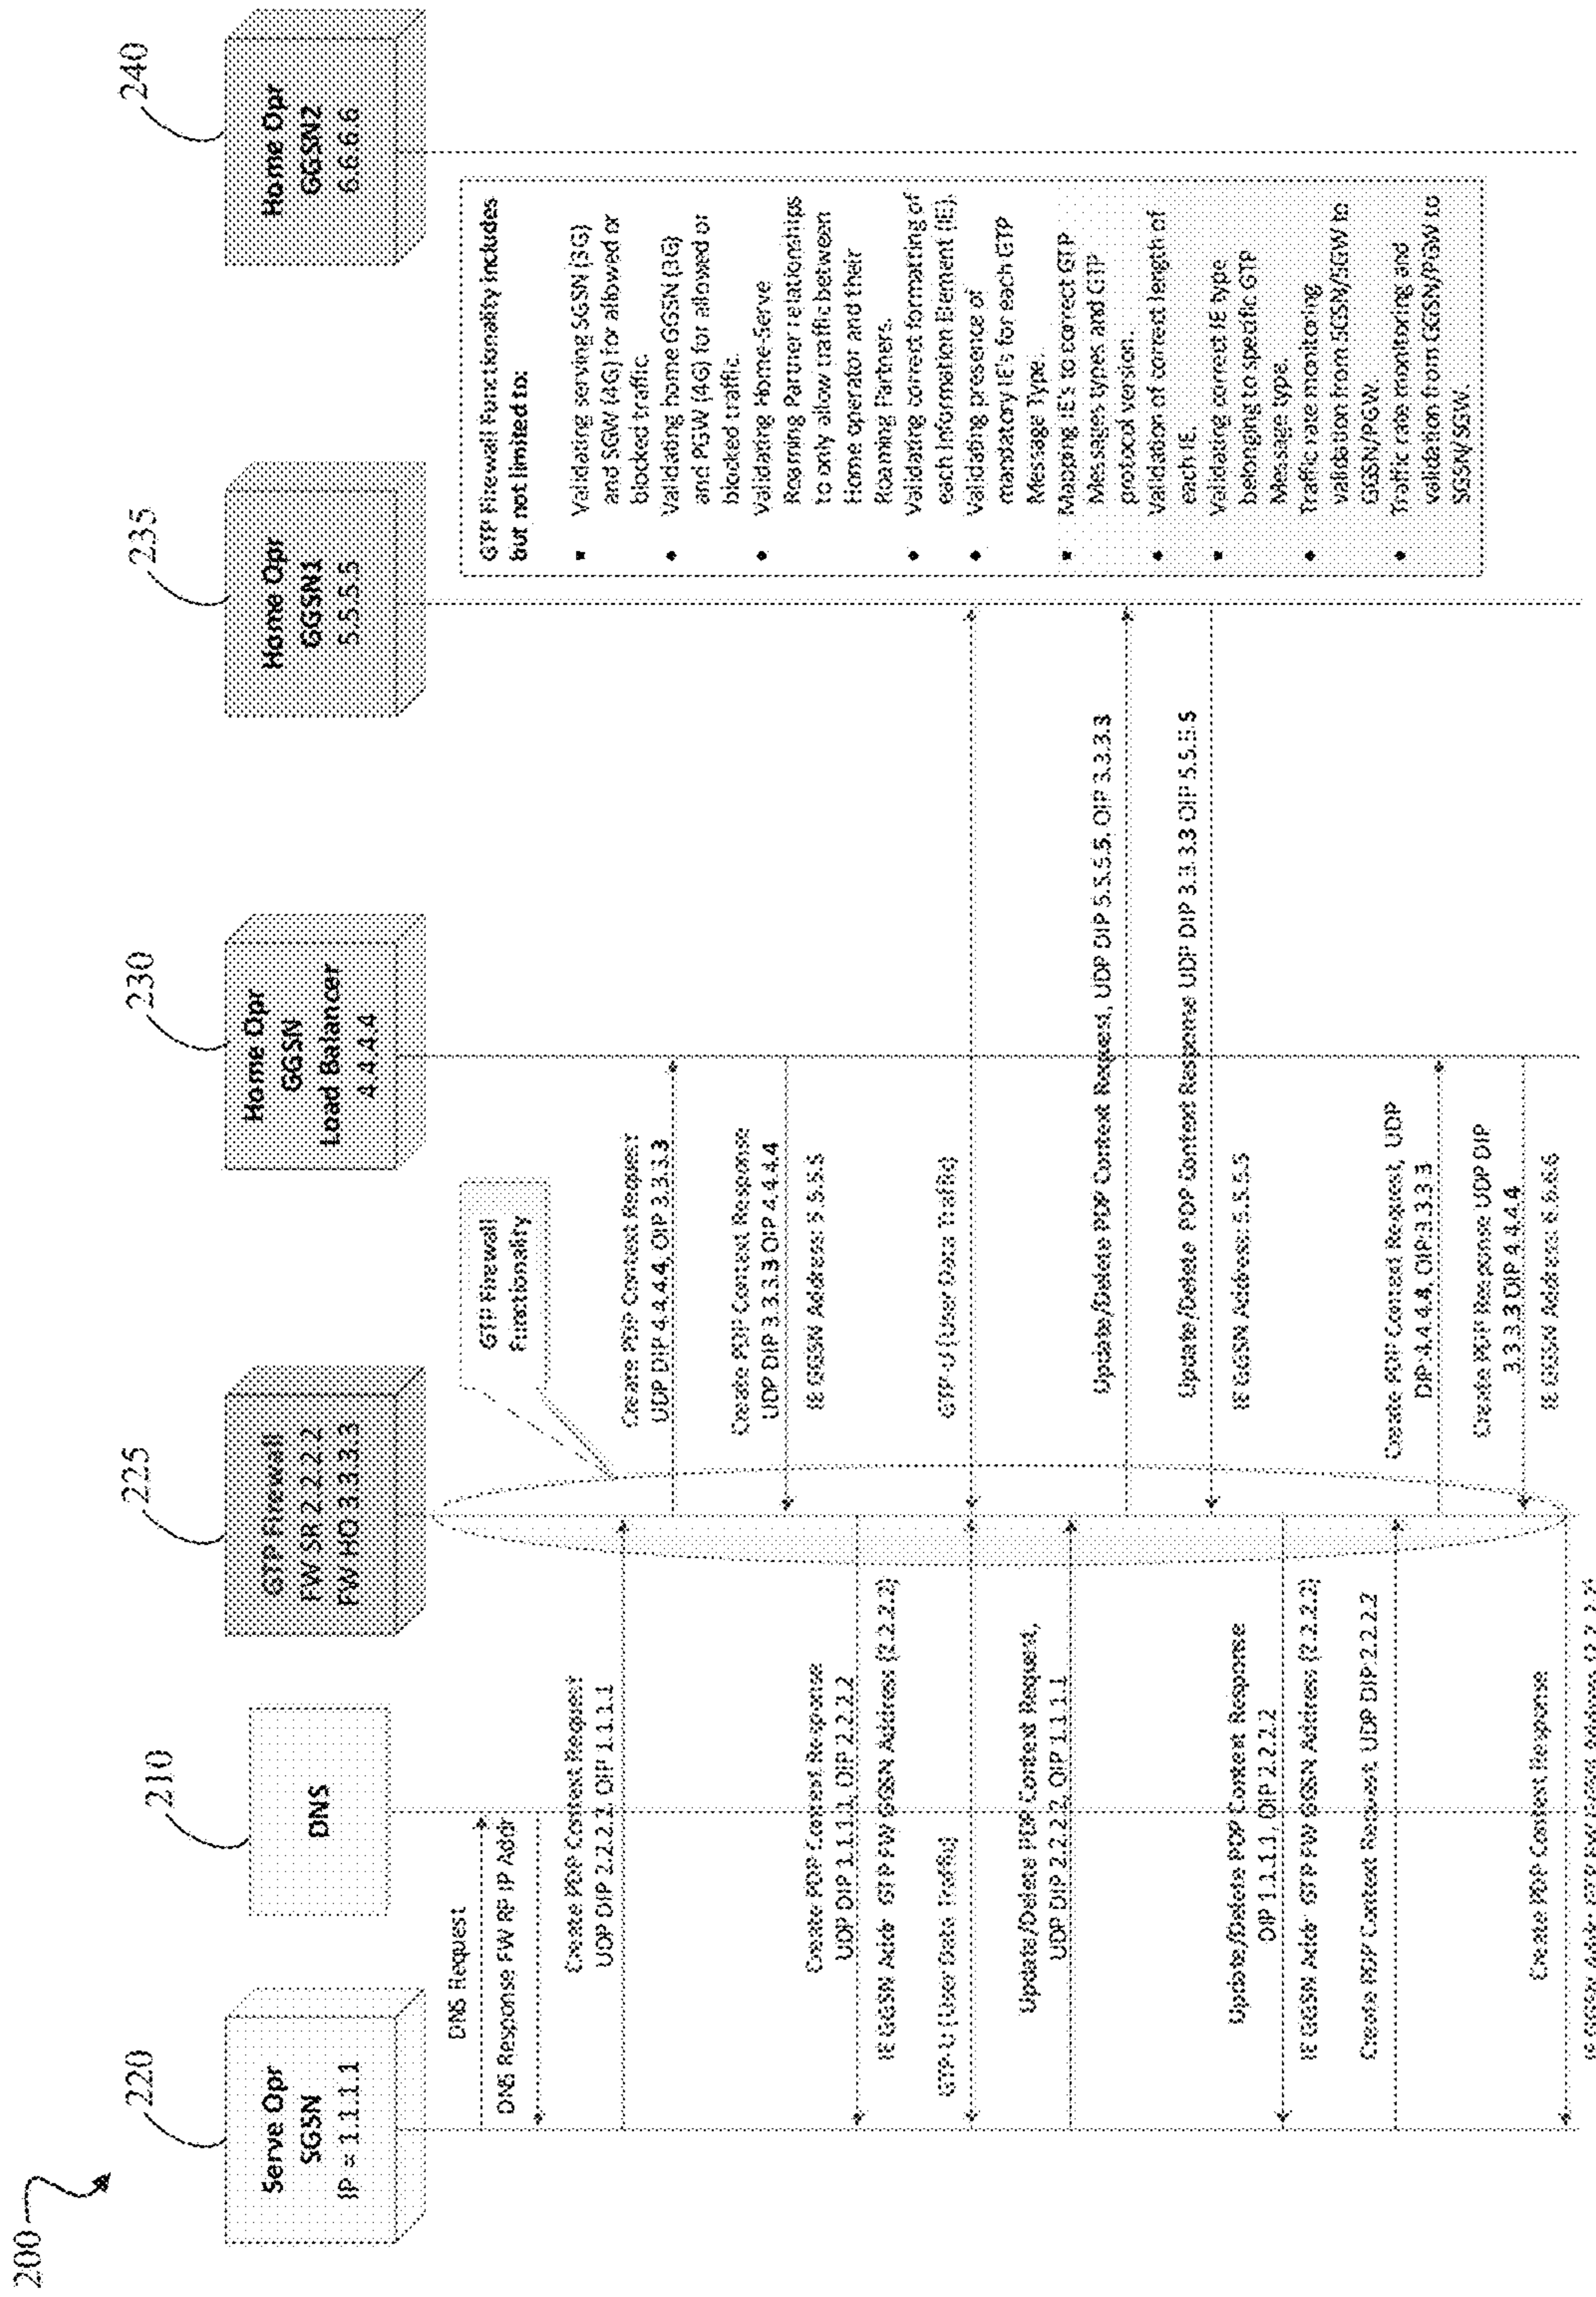 200
220
Serve Opr
SGSN
IP = 1.1.1.1
210
DNS
225
GTP Firewall
FW SR 2.2.2.2
FW HO 3.3.3.3
230
Home Opr
GGSN
Load Balancer
4.4.4.4
235
Home Opr
GGSN1
5.5.5.5
240
Home Opr
GGSN2
6.6.6.6
DNS Request
DNS Response FW RP IP Addr
Create PDP Context Request
UDP DIP 2.2.2.2, OIP 1.1.1.1
GTP Firewall
Functionality
Create PDP Context Request
UDP DIP 4.4.4.4, OIP 3.3.3.3
Create PDP Context Response
UDP DIP 3.3.3.3 OIP 4.4.4.4
IE GGSN Address: 5.5.5.5
Create PDP Context Response
UDP DIP 1.1.1.1, OIP 2.2.2.2
IE GGSN Addr GTP FW GGSN Address (2.2.2.2)
GTP-U (User Data Traffic)
GTP-U (User Data Traffic)
Update/Delete PDP Context Request,
UDP DIP 2.2.2.2, OIP 1.1.1.1
Update/Delete PDP Context Request, UDP DIP 5.5.5.5, OIP 3.3.3.3
Update/Delete PDP Context Response UDP DIP 3.3.3.3 OIP 5.5.5.5
IE GGSN Address: 5.5.5.5
Update/Delete PDP Context Response
DIP 1.1.1.1, OIP 2.2.2.2
IE GGSN Addr GTP FW GGSN Address (2.2.2.2)
Create PDP Context Request, UDP DIP:2.2.2.2
Create PDP Context Request, UDP
DIP:4.4.4.4, OIP:3.3.3.3
Create PDP Response UDP DIP
3.3.3.3 OIP 4.4.4.4
IE GGSN Address: 6.6.6.6
Create PDP Context Response
GTP Firewall Functionality includes
but not limited to:
Validating serving SGSN (3G)
and SGW (4G) for allowed or
blocked traffic.
Validating home GGSN (3G)
and PGW (4G) for allowed or
blocked traffic.
Validating Home-Serve
Roaming Partner relationships
to only allow traffic between
Home operator and their
Roaming Partners.
Validating correct formatting of
each Information Element (IE).
Validating presence of
mandatory IE's for each GTP
Message Type.
Mapping IE's to correct GTP
Messages types and GTP
protocol version.
Validation of correct length of
each IE.
Validating correct IE type
belonging to specific GTP
Message type.
Traffic rate monitoring
validation from SGSN/SGW to
GGSN/PGW.
Traffic rate monitoring and
validation from GGSN/PGW to
SGSN/SGW.